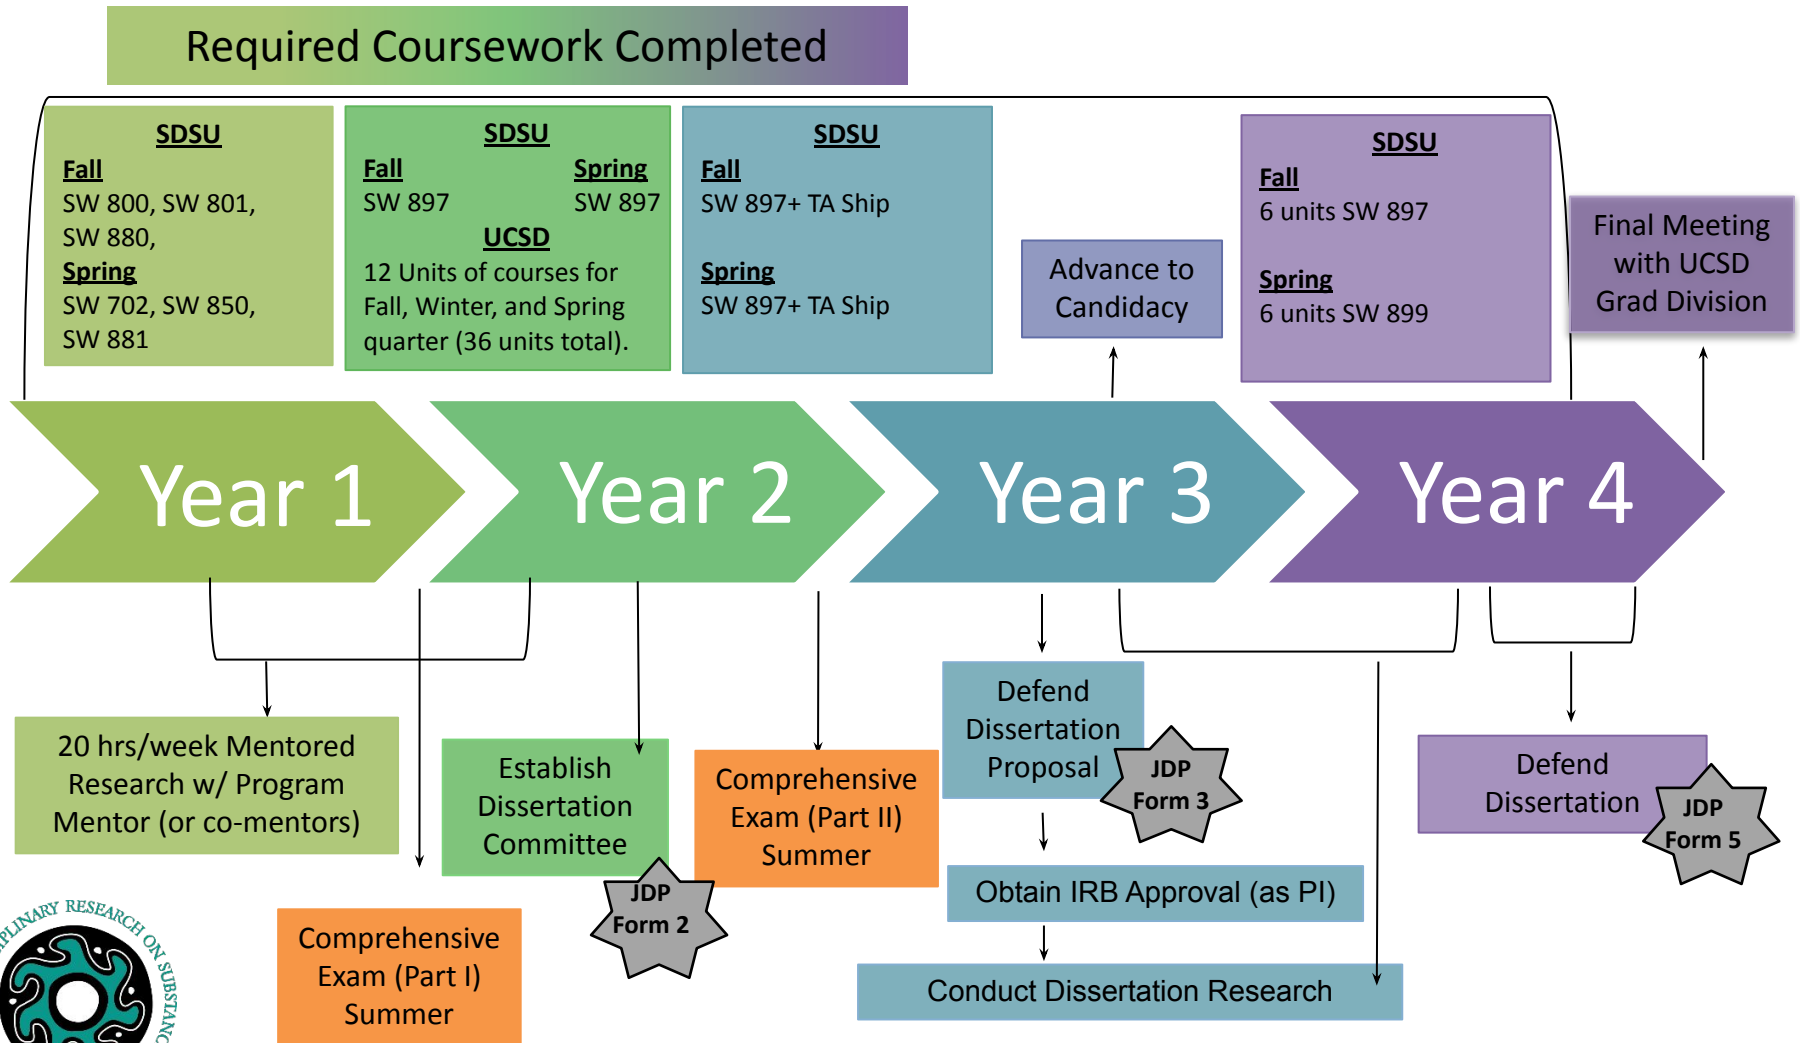 Required Coursework Completed
SDSU
Fall
SW 800, SW 801,
SW 880,
Spring
SW 702, SW 850,
SW 881
SDSU
Fall Spring
SW 897 SW 897
UCSD
12 Units of courses for
Fall, Winter, and Spring
quarter (36 units total).
SDSU
Fall
SW 897+ TA Ship
Spring
SW 897+ TA Ship
Advance to
Candidacy
SDSU
Fall
6 units SW 897
Spring
6 units SW 899
Final Meeting
with UCSD
Grad Division
Year 1
Year 2
Year 3
Year 4
20 hrs/week Mentored
Research w/ Program
Mentor (or co-mentors)
Comprehensive
Exam (Part I)
Summer
Establish
Dissertation
Committee
JDP
Form 2
Comprehensive
Exam (Part II)
Summer
Defend
Dissertation
Proposal
JDP
Form 3
Obtain IRB Approval (as PI)
Conduct Dissertation Research
Defend
Dissertation
JDP
Form 5
RESEARCH ON